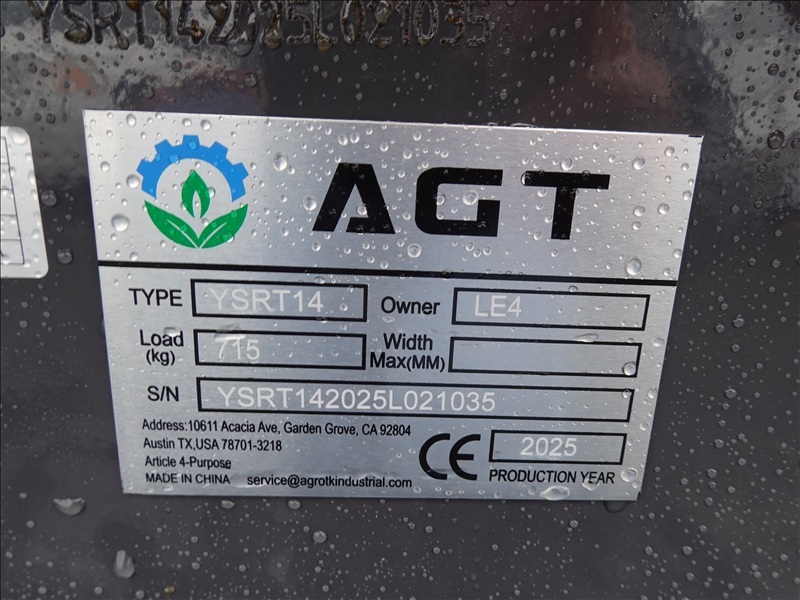 YSRT142025L021035
AGT
TYPE YSRT14 Owner LE4
Load (kg) 715 Width Max(MM)
S/N YSRT142025L021035
Address:10611 Acacia Ave, Garden Grove, CA 92804
Austin TX,USA 78701-3218
Article 4-Purpose
MADE IN CHINA service@agrotkindustrial.com
CE 2025
PRODUCTION YEAR